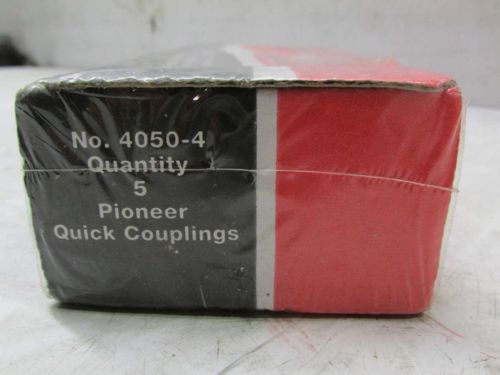 No. 4050-4
Quantity
5
Pioneer
Quick Couplings